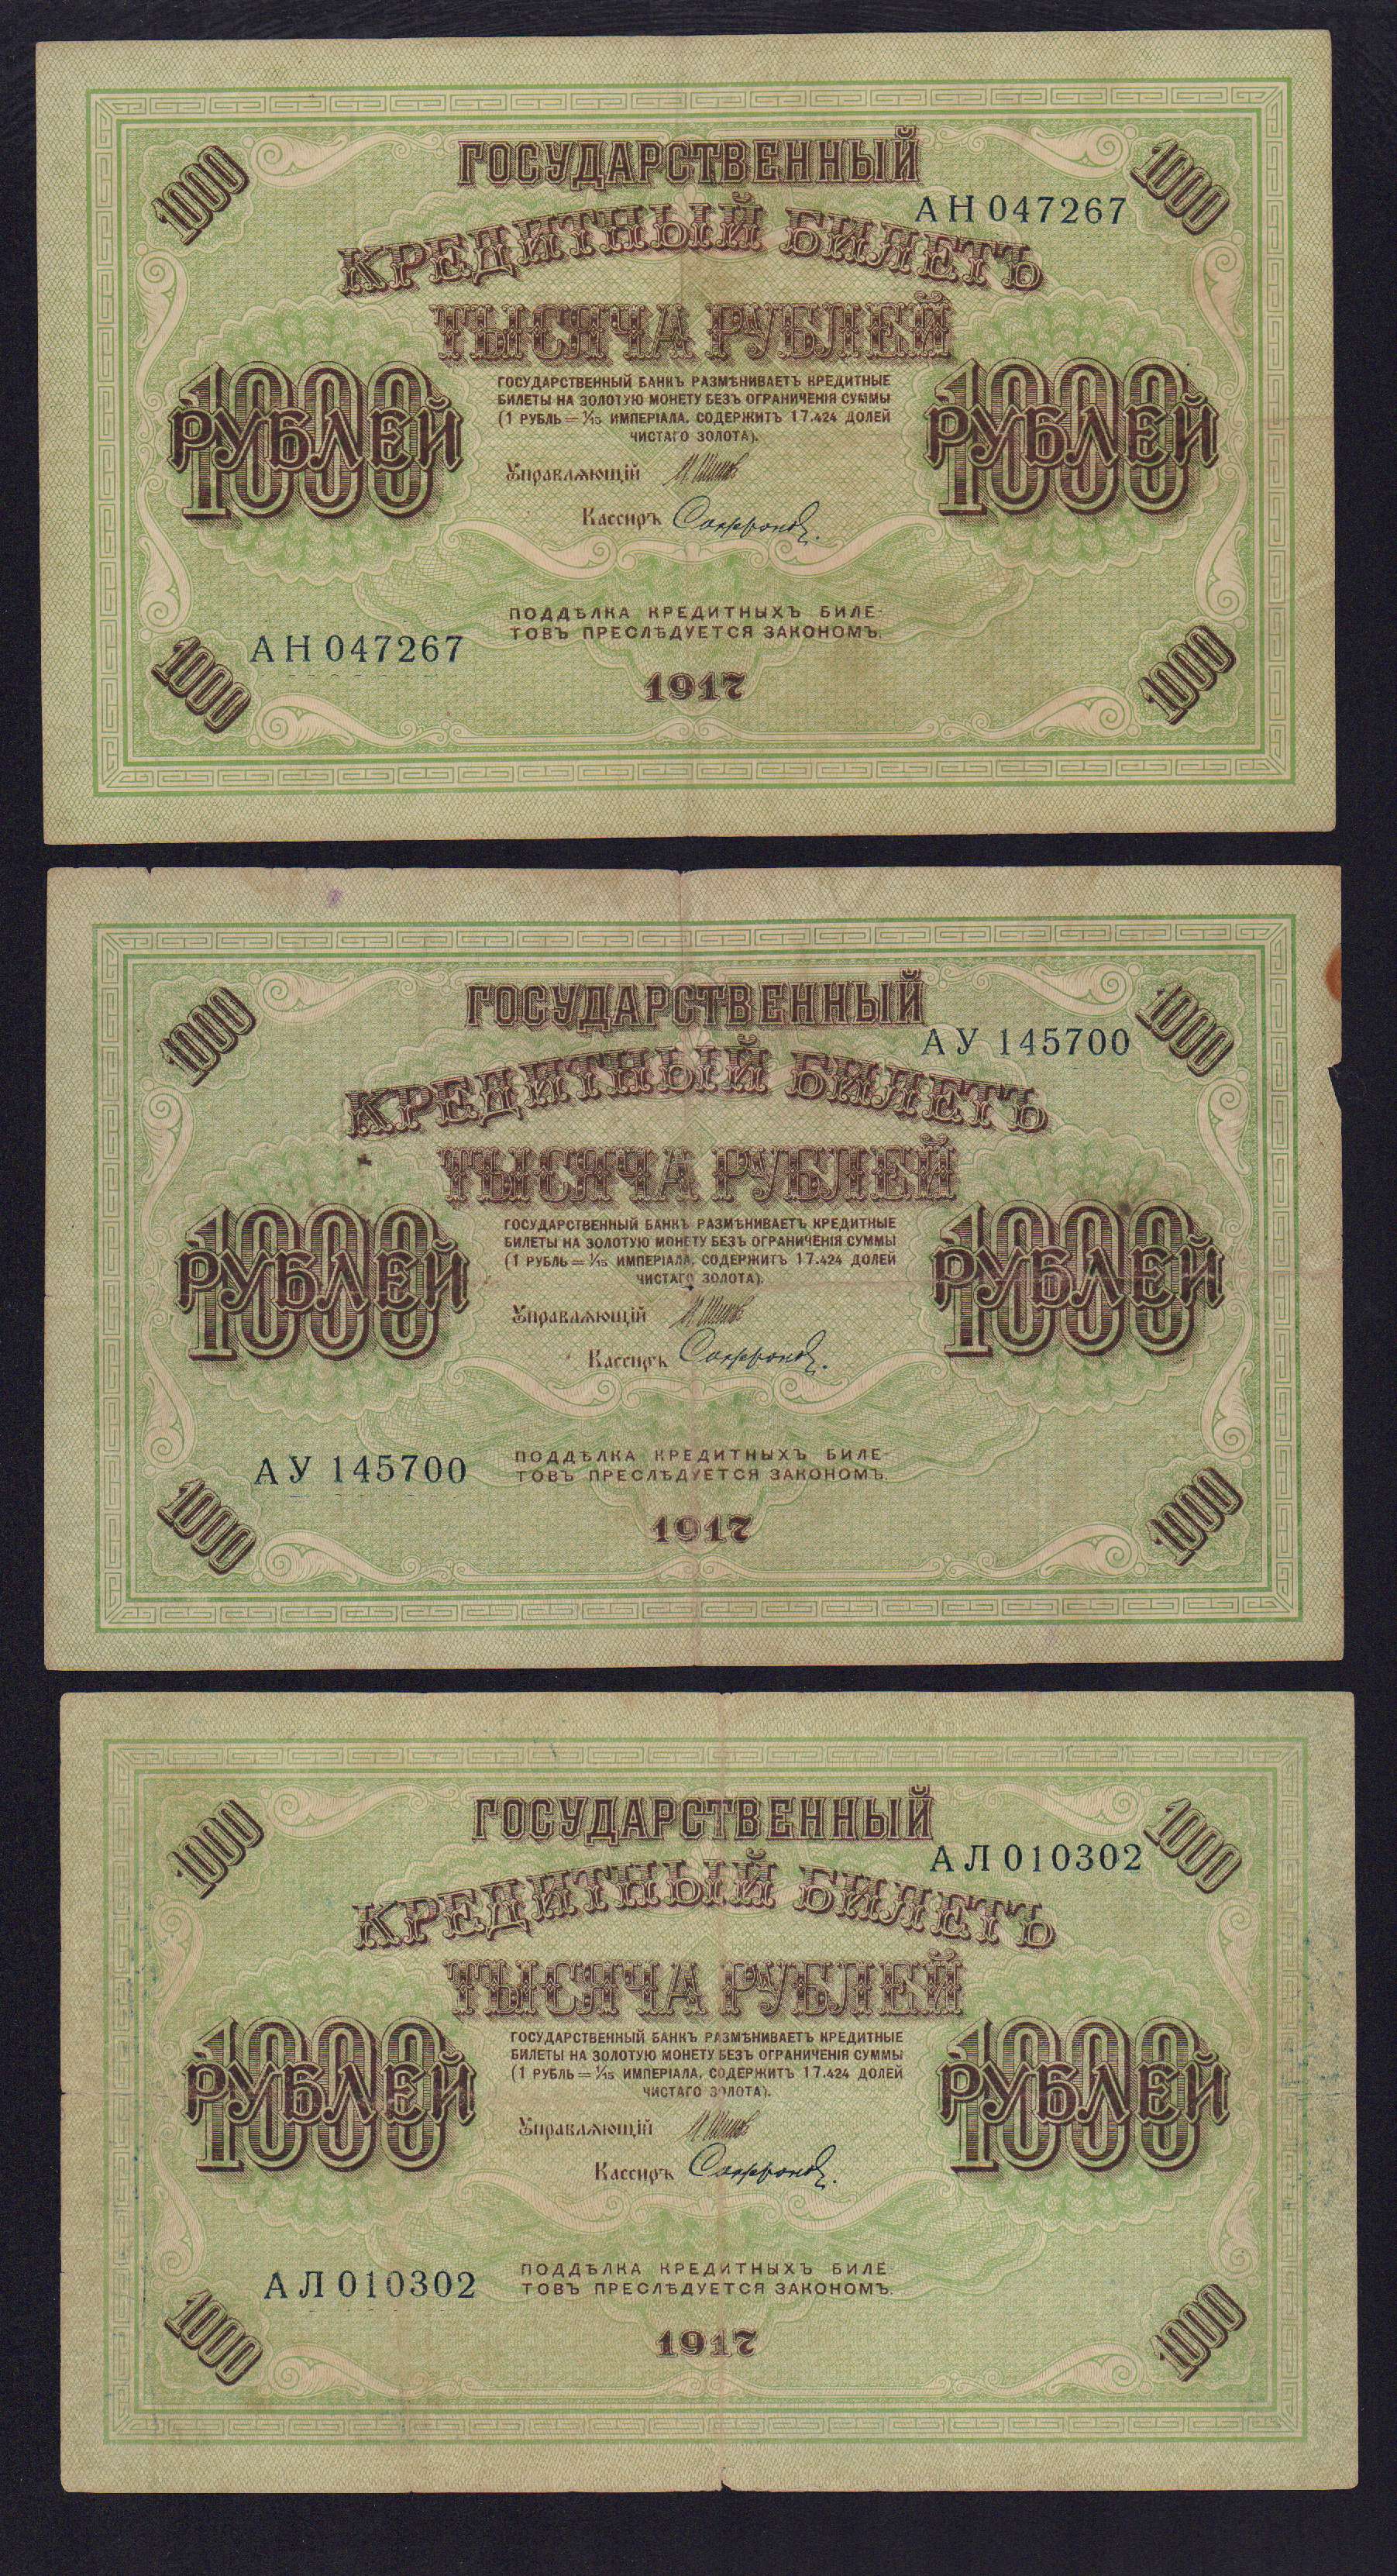 1000
ГОСУДАРСТВЕННЫЙ
1000
АН 047267
КРЕДИТНЫЙ БИЛЕТЪ
ТЫСЯЧА РУБЛЕЙ
1000
РУБЛЕЙ
ГОСУДАРСТВЕННЫЙ БАНКЪ РАЗМѢНИВАЕТЪ КРЕДИТНЫЕ
БИЛЕТЫ НА ЗОЛОТУЮ МОНЕТУ БЕЗЪ ОГРАНИЧЕНІЯ СУММЫ
(1 РУБЛЬ = 1/15 ИМПЕРІАЛА, СОДЕРЖИТЪ 17.424 ДОЛЕЙ
ЧИСТАГО ЗОЛОТА).
1000
РУБЛЕЙ
Управляющій
Кассиръ
ПОДДѢЛКА КРЕДИТНЫХЪ БИЛЕ-
ТОВЪ ПРЕСЛѢДУЕТСЯ ЗАКОНОМЪ.
АН 047267
1000
1917
1000
1000
ГОСУДАРСТВЕННЫЙ
1000
АУ 145700
КРЕДИТНЫЙ БИЛЕТЪ
ТЫСЯЧА РУБЛЕЙ
1000
РУБЛЕЙ
ГОСУДАРСТВЕННЫЙ БАНКЪ РАЗМѢНИВАЕТЪ КРЕДИТНЫЕ
БИЛЕТЫ НА ЗОЛОТУЮ МОНЕТУ БЕЗЪ ОГРАНИЧЕНІЯ СУММЫ
(1 РУБЛЬ = 1/15 ИМПЕРІАЛА, СОДЕРЖИТЪ 17.424 ДОЛЕЙ
ЧИСТАГО ЗОЛОТА).
1000
РУБЛЕЙ
Управляющій
Кассиръ
АУ 145700
ПОДДѢЛКА КРЕДИТНЫХЪ БИЛЕ-
ТОВЪ ПРЕСЛѢДУЕТСЯ ЗАКОНОМЪ.
1000
1917
1000
1000
ГОСУДАРСТВЕННЫЙ
1000
АЛ 010302
КРЕДИТНЫЙ БИЛЕТЪ
ТЫСЯЧА РУБЛЕЙ
1000
РУБЛЕЙ
ГОСУДАРСТВЕННЫЙ БАНКЪ РАЗМѢНИВАЕТЪ КРЕДИТНЫЕ
БИЛЕТЫ НА ЗОЛОТУЮ МОНЕТУ БЕЗЪ ОГРАНИЧЕНІЯ СУММЫ
(1 РУБЛЬ = 1/15 ИМПЕРІАЛА, СОДЕРЖИТЪ 17.424 ДОЛЕЙ
ЧИСТАГО ЗОЛОТА).
1000
РУБЛЕЙ
Управляющій
Кассиръ
АЛ 010302
ПОДДѢЛКА КРЕДИТНЫХЪ БИЛЕ
ТОВЪ ПРЕСЛѢДУЕТСЯ ЗАКОНОМЪ.
1000
1917
1000